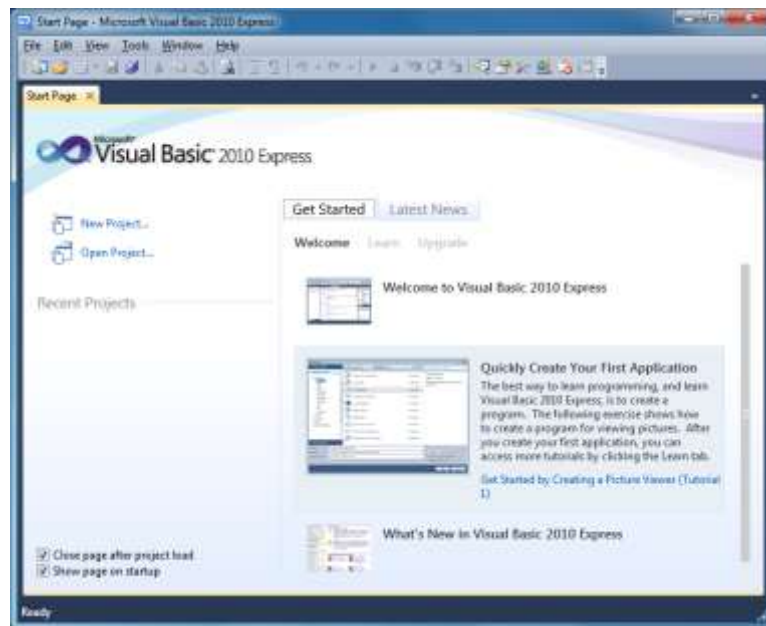 Start Page - Microsoft Visual Basic 2010 Express
File Edit View Tools Window Help
Start Page
Microsoft
Visual Basic 2010 Express
New Project...
Open Project...
Recent Projects
Close page after project load
Show page on startup
Get Started
Latest News
Welcome Learn Upgrade
Welcome to Visual Basic 2010 Express
Quickly Create Your First Application
The best way to learn programming, and learn
Visual Basic 2010 Express, is to create a
program. The following exercise shows how
to create a program for viewing pictures. After
you create your first application, you can
access more tutorials by clicking the Learn tab.
Get Started by Creating a Picture Viewer (Tutorial
1)
What's New in Visual Basic 2010 Express
Ready